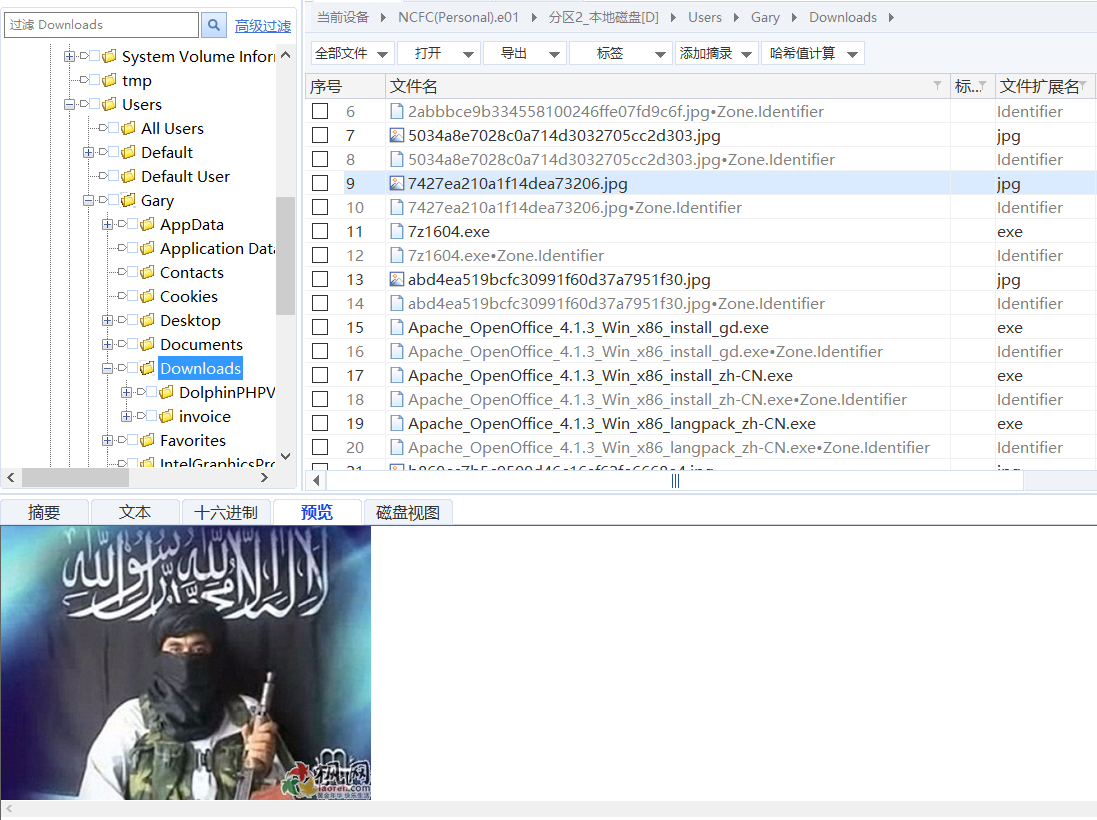 过滤 Downloads
高级过滤
System Volume Infor
tmp
Users
All Users
Default
Default User
Gary
AppData
Application Data
Contacts
Cookies
Desktop
Documents
Downloads
DolphinPHPV
invoice
Favorites
IntelGraphicsPro
当前设备 NCFC(Personal).e01 分区2_本地磁盘[D] Users Gary Downloads
全部文件 打开 导出 标签 添加摘录 哈希值计算
序号 文件名 标... 文件扩展名
6 2abbbce9b334558100246ffe07fd9c6f.jpg•Zone.Identifier Identifier
7 5034a8e7028c0a714d3032705cc2d303.jpg jpg
8 5034a8e7028c0a714d3032705cc2d303.jpg•Zone.Identifier Identifier
9 7427ea210a1f14dea73206.jpg jpg
10 7427ea210a1f14dea73206.jpg•Zone.Identifier Identifier
11 7z1604.exe exe
12 7z1604.exe•Zone.Identifier Identifier
13 abd4ea519bcfc30991f60d37a7951f30.jpg jpg
14 abd4ea519bcfc30991f60d37a7951f30.jpg•Zone.Identifier Identifier
15 Apache_OpenOffice_4.1.3_Win_x86_install_gd.exe exe
16 Apache_OpenOffice_4.1.3_Win_x86_install_gd.exe•Zone.Identifier Identifier
17 Apache_OpenOffice_4.1.3_Win_x86_install_zh-CN.exe exe
18 Apache_OpenOffice_4.1.3_Win_x86_install_zh-CN.exe•Zone.Identifier Identifier
19 Apache_OpenOffice_4.1.3_Win_x86_langpack_zh-CN.exe exe
20 Apache_OpenOffice_4.1.3_Win_x86_langpack_zh-CN.exe•Zone.Identifier Identifier
21
摘要 文本 十六进制 预览 磁盘视图
لا إله إلا الله محمد رسول الله